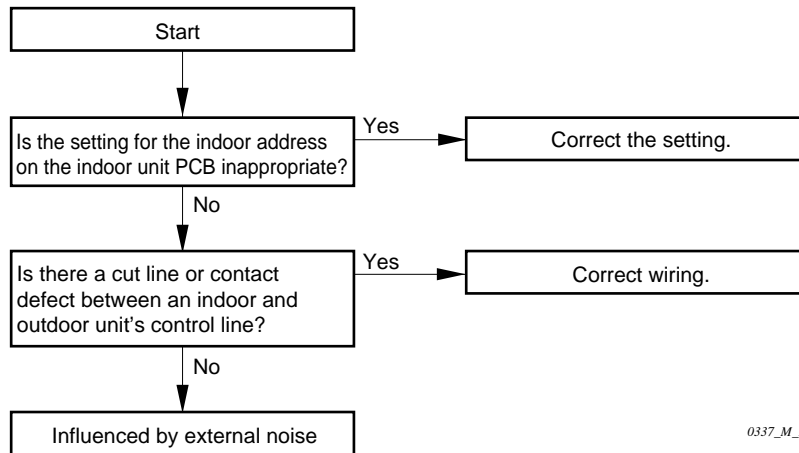 Start
Is the setting for the indoor address
on the indoor unit PCB inappropriate?
Yes
Correct the setting.
No
Is there a cut line or contact
defect between an indoor and
outdoor unit's control line?
Yes
Correct wiring.
No
Influenced by external noise
0337_M_